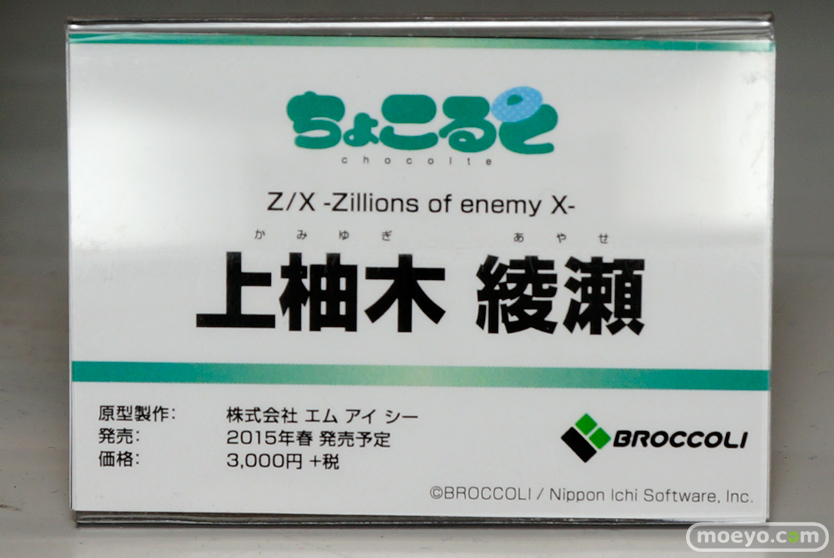 ちょこると
chocolte
Z/X -Zillions of enemy X-
かみゆぎ あやせ
上柚木 綾瀬
原型製作: 株式会社 エム アイ シー
発売: 2015年春 発売予定
価格: 3,000円 +税
BROCCOLI
©BROCCOLI / Nippon Ichi Software, Inc.
moeyo.com